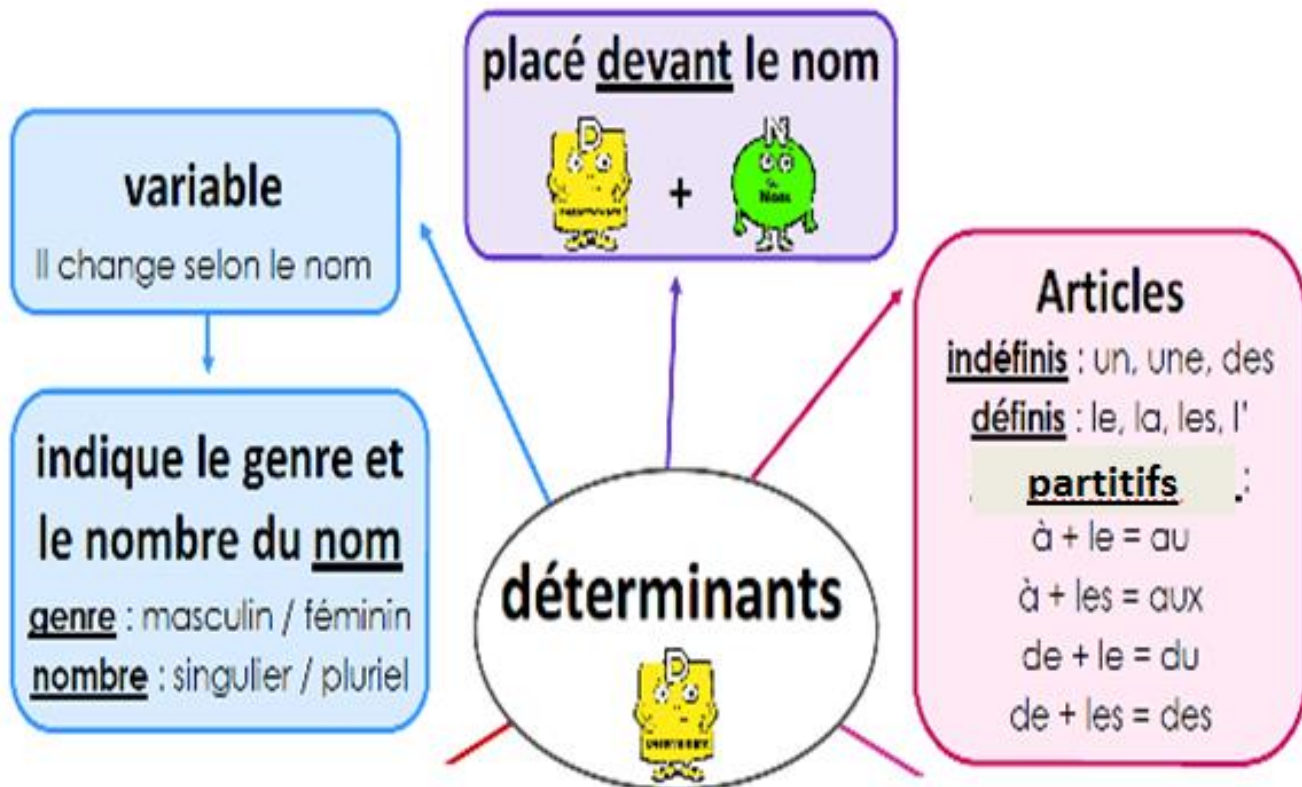 placé devant le nom
D
N
Nom
+
variable
Il change selon le nom
indique le genre et
le nombre du nom
genre : masculin / féminin
nombre : singulier / pluriel
Articles
indéfinis : un, une, des
définis : le, la, les, l'
partitifs :
à + le = au
à + les = aux
de + le = du
de + les = des
déterminants
D